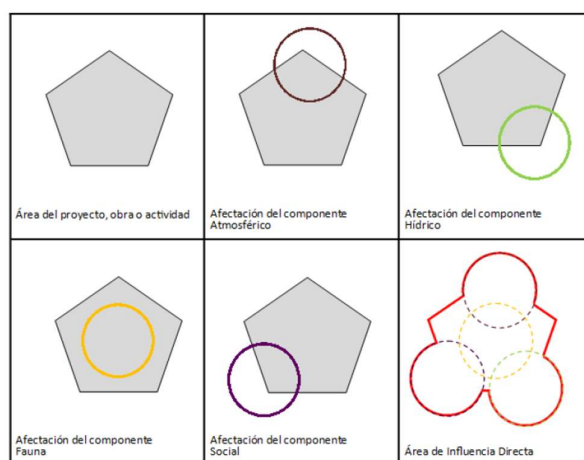 Área del proyecto, obra o actividad
Afectación del componente
Atmosférico
Afectación del componente
Hídrico
Afectación del componente
Fauna
Afectación del componente
Social
Área de Influencia Directa